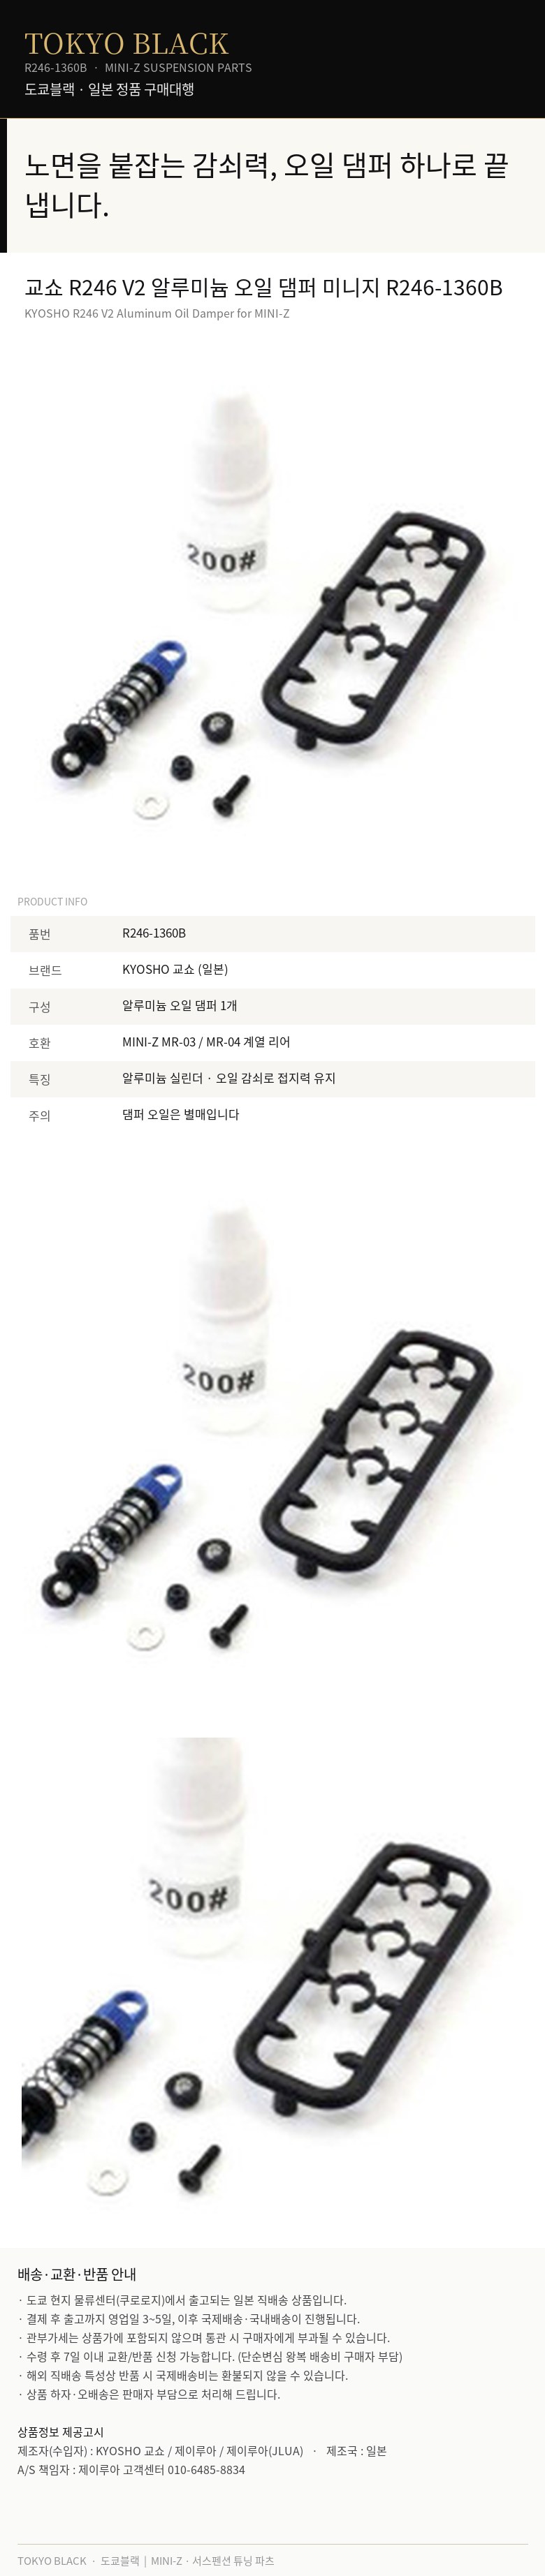 TOKYO BLACK
R246-1360B · MINI-Z SUSPENSION PARTS
도쿄블랙 · 일본 정품 구매대행
노면을 붙잡는 감쇠력, 오일 댐퍼 하나로 끝
냅니다.
교쇼 R246 V2 알루미늄 오일 댐퍼 미니지 R246-1360B
KYOSHO R246 V2 Aluminum Oil Damper for MINI-Z
200#
PRODUCT INFO
품번 R246-1360B
브랜드 KYOSHO 교쇼 (일본)
구성 알루미늄 오일 댐퍼 1개
호환 MINI-Z MR-03 / MR-04 계열 리어
특징 알루미늄 실린더 · 오일 감쇠로 접지력 유지
주의 댐퍼 오일은 별매입니다
200#
200#
배송·교환·반품 안내
· 도쿄 현지 물류센터(쿠로로지)에서 출고되는 일본 직배송 상품입니다.
· 결제 후 출고까지 영업일 3~5일, 이후 국제배송·국내배송이 진행됩니다.
· 관부가세는 상품가에 포함되지 않으며 통관 시 구매자에게 부과될 수 있습니다.
· 수령 후 7일 이내 교환/반품 신청 가능합니다. (단순변심 왕복 배송비 구매자 부담)
· 해외 직배송 특성상 반품 시 국제배송비는 환불되지 않을 수 있습니다.
· 상품 하자·오배송은 판매자 부담으로 처리해 드립니다.
상품정보 제공고시
제조자(수입자) : KYOSHO 교쇼 / 제이루아 / 제이루아(JLUA) · 제조국 : 일본
A/S 책임자 : 제이루아 고객센터 010-6485-8834
TOKYO BLACK · 도쿄블랙 | MINI-Z · 서스펜션 튜닝 파츠